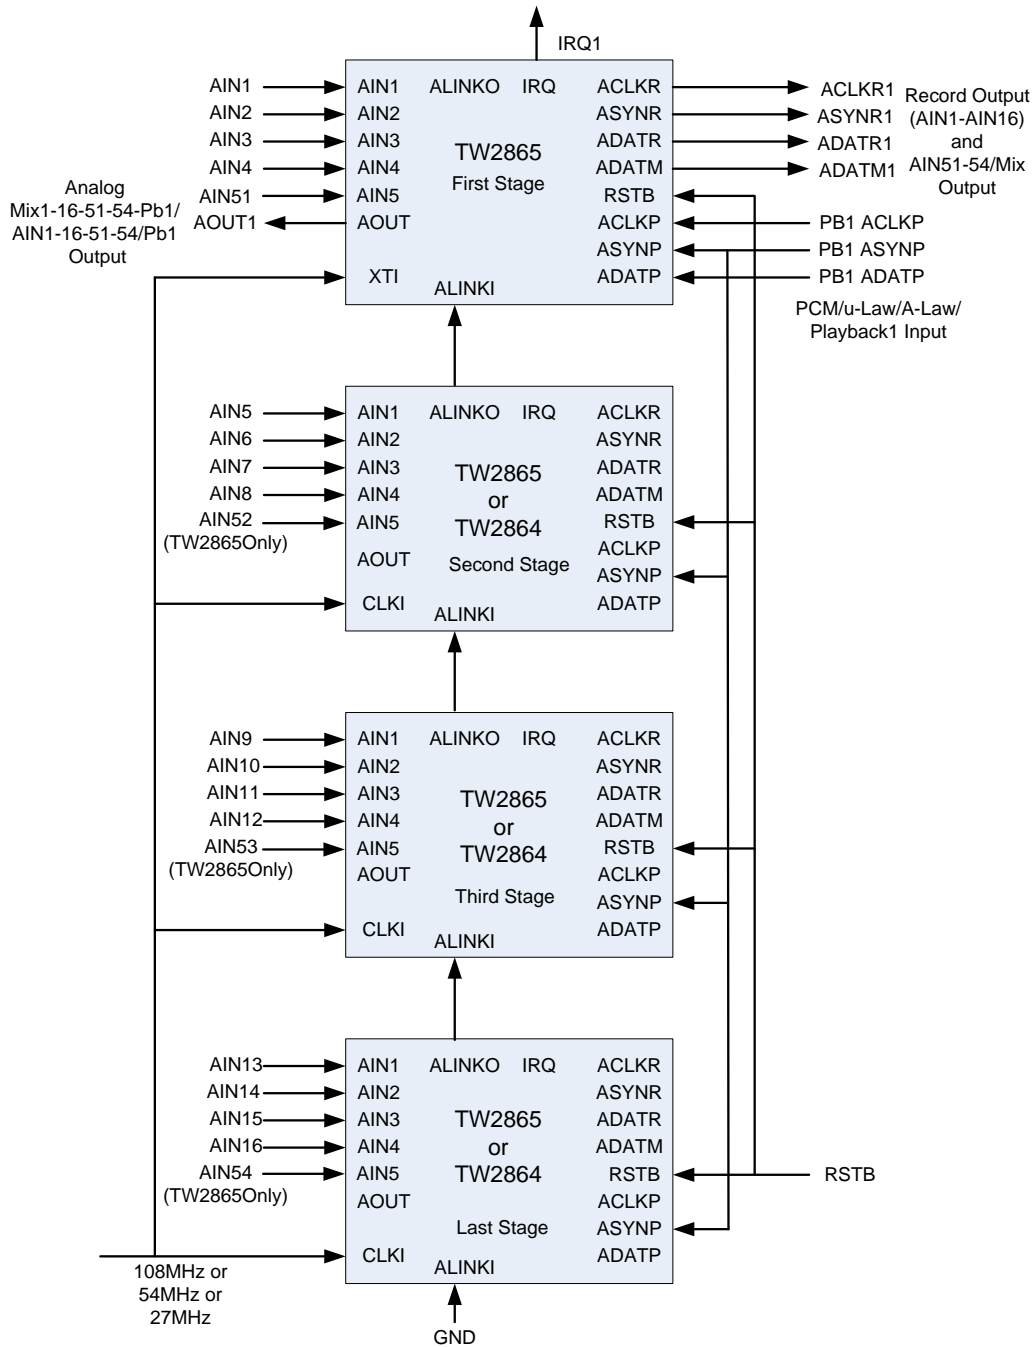 IRQ1
AIN1
AIN2
AIN3
AIN4
AIN51
AOUT1
Analog
Mix1-16-51-54-Pb1/
AIN1-16-51-54/Pb1
Output
AIN1 ALINKO IRQ ACLKR
AIN2 ASYNR
AIN3 ADATR
TW2865
AIN4 ADATM
First Stage
AIN5 RSTB
AOUT ACLKP
ASYNP
XTI ADATP
ALINKI
ACLKR1
ASYNR1
ADATR1
ADATM1
Record Output
(AIN1-AIN16)
and
AIN51-54/Mix
Output
PB1 ACLKP
PB1 ASYNP
PB1 ADATP
PCM/u-Law/A-Law/
Playback1 Input
AIN5
AIN6
AIN7
AIN8
AIN52
(TW2865Only)
AIN1 ALINKO IRQ ACLKR
AIN2 ASYNR
AIN3 ADATR
TW2865
AIN4 ADATM
or
AIN5 RSTB
TW2864
ACLKP
AOUT
Second Stage
ASYNP
CLKI ADATP
ALINKI
AIN9
AIN10
AIN11
AIN12
AIN53
(TW2865Only)
AIN1 ALINKO IRQ ACLKR
AIN2 ASYNR
AIN3 ADATR
TW2865
AIN4 ADATM
or
AIN5 RSTB
TW2864
AOUT ACLKP
Third Stage
ASYNP
CLKI ADATP
ALINKI
AIN13
AIN14
AIN15
AIN16
AIN54
(TW2865Only)
AIN1 ALINKO IRQ ACLKR
AIN2 ASYNR
AIN3 ADATR
TW2865
AIN4 ADATM
or
AIN5 RSTB
TW2864
AOUT ACLKP
Last Stage
ASYNP
CLKI ADATP
ALINKI
RSTB
108MHz or
54MHz or
27MHz
GND